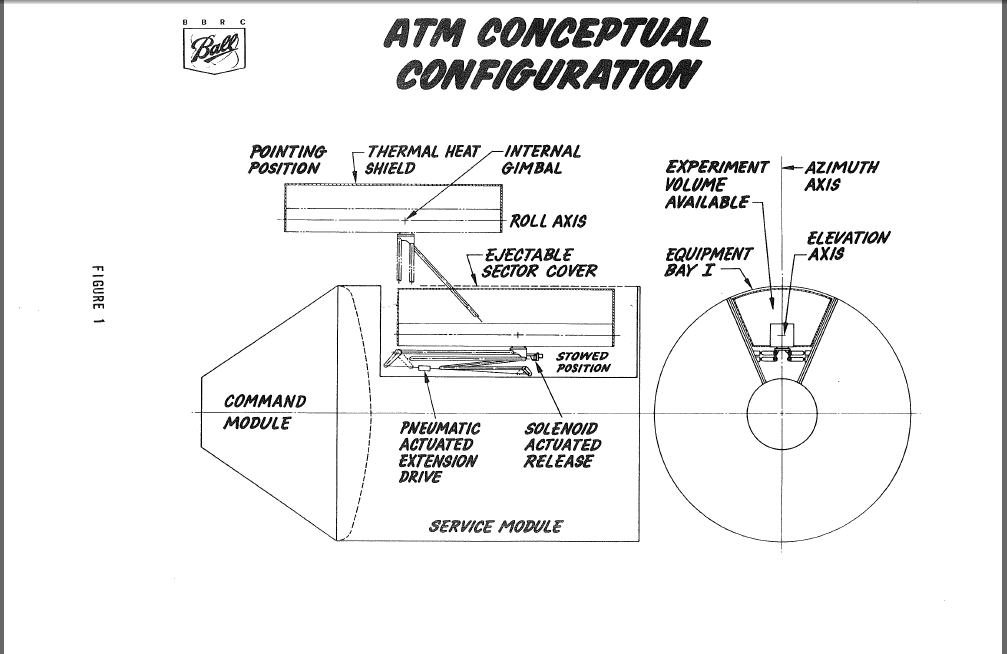 B B R C
Ball
ATM CONCEPTUAL
CONFIGURATION
POINTING
POSITION
THERMAL HEAT
SHIELD
INTERNAL
GIMBAL
ROLL AXIS
EJECTABLE
SECTOR COVER
EXPERIMENT
VOLUME
AVAILABLE
AZIMUTH
AXIS
ELEVATION
AXIS
EQUIPMENT
BAY I
FIGURE 1
STOWED
POSITION
COMMAND
MODULE
PNEUMATIC
ACTUATED
EXTENSION
DRIVE
SOLENOID
ACTUATED
RELEASE
SERVICE MODULE